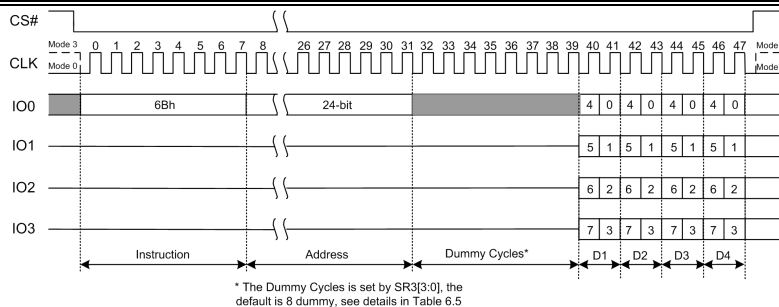 CS#
Mode 3 0 1 2 3 4 5 6 7 8 26 27 28 29 30 31 32 33 34 35 36 37 38 39 40 41 42 43 44 45 46 47 Mode
CLK
Mode 0 Mode
IO0 6Bh 24-bit 4 0 4 0 4 0 4 0
IO1 5 1 5 1 5 1 5 1
IO2 6 2 6 2 6 2 6 2
IO3 7 3 7 3 7 3 7 3
Instruction Address Dummy Cycles* D1 D2 D3 D4
* The Dummy Cycles is set by SR3[3:0], the
default is 8 dummy, see details in Table 6.5